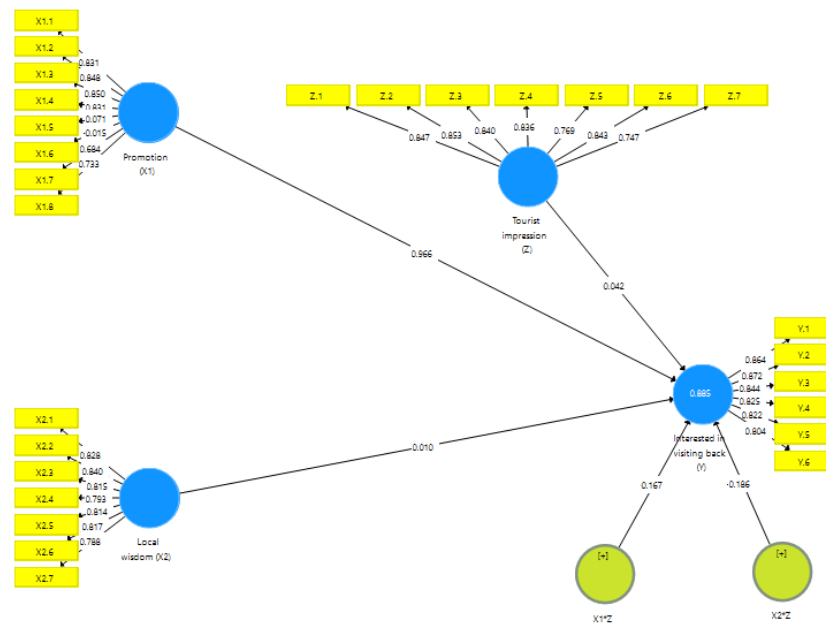 X1.1
X1.2
X1.3
X1.4
X1.5
X1.6
X1.7
X1.8
0.831
0.848
0.850
0.831
-0.071
-0.015
0.684
0.733
Promotion
(X1)
Z.1
Z.2
Z.3
Z.4
Z.5
Z.6
Z.7
0.847
0.853
0.840
0.836
0.769
0.843
0.747
Tourist
impression
(Z)
0.966
0.042
0.010
X2.1
X2.2
X2.3
X2.4
X2.5
X2.6
X2.7
0.828
0.840
0.815
0.793
0.814
0.817
0.788
Local
wisdom (X2)
0.885
Interested in
visiting back
(Y)
0.864
0.872
0.844
0.825
0.822
0.804
Y.1
Y.2
Y.3
Y.4
Y.5
Y.6
0.167
-0.186
[+]
X1*Z
[+]
X2*Z